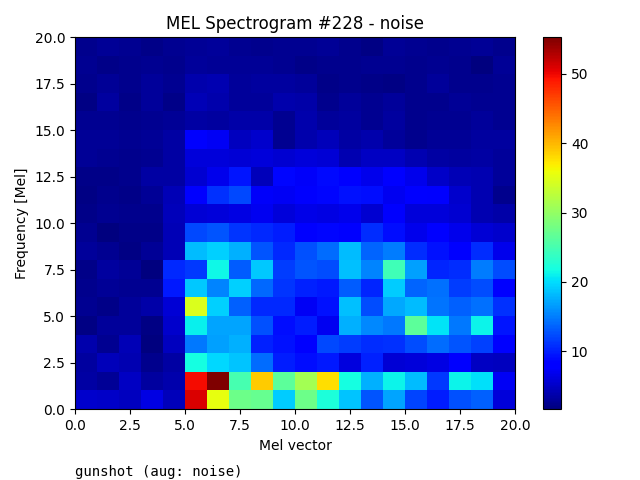 MEL Spectrogram #228 - noise
20.0
17.5
15.0
12.5
10.0
7.5
5.0
2.5
0.0
Frequency [Mel]
0.0 2.5 5.0 7.5 10.0 12.5 15.0 17.5 20.0
Mel vector
50
40
30
20
10
gunshot (aug: noise)